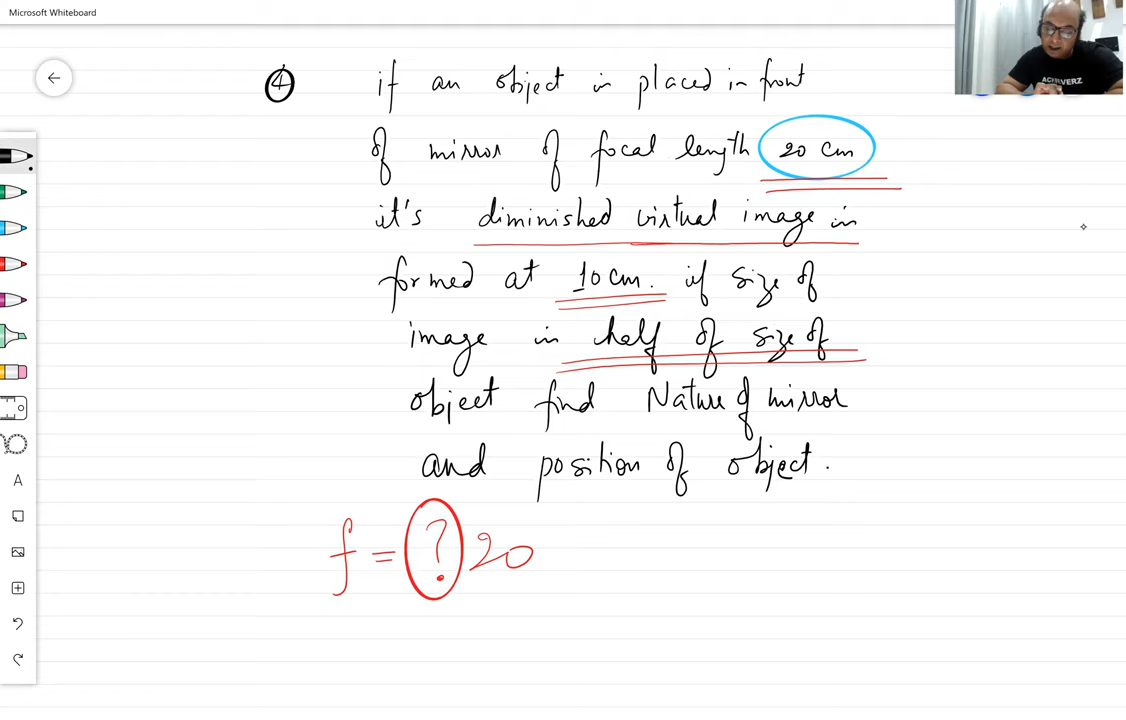 Microsoft Whiteboard
ACHIEVERZ
④ if an object in placed in front
of mirror of focal length 20 cm
it's diminished virtual image in
formed at 10 cm. if size of
image in half of size of
object find Nature of mirror
and position of object.
A
f = ? 20